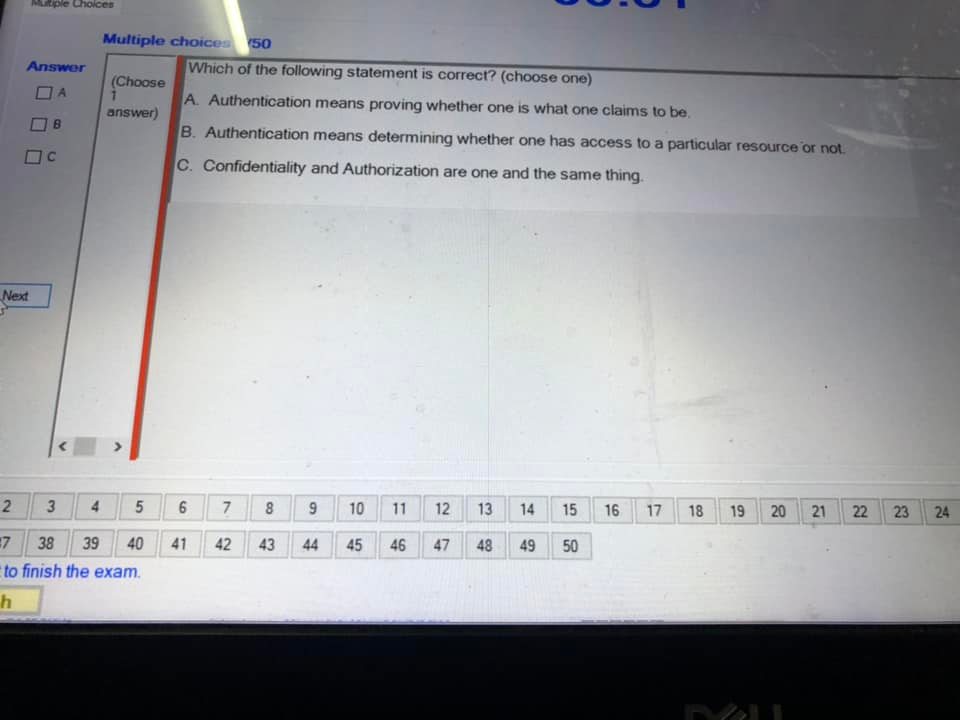 Multiple Choices
Multiple choices /50
Answer
A
B
C
(Choose
1
answer)
Which of the following statement is correct? (choose one)
A. Authentication means proving whether one is what one claims to be.
B. Authentication means determining whether one has access to a particular resource or not.
C. Confidentiality and Authorization are one and the same thing.
Next
< >
2 3 4 5 6 7 8 9 10 11 12 13 14 15 16 17 18 19 20 21 22 23 24
37 38 39 40 41 42 43 44 45 46 47 48 49 50
to finish the exam.
h
DELL